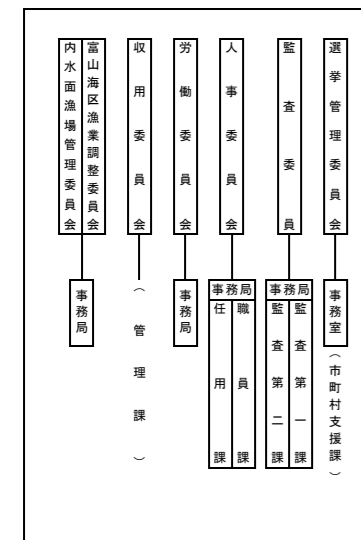 選挙管理委員会
事務室
（市町村支援課）
監査委員
事務局
監査第一課
監査第二課
人事委員会
事務局
職員課
任用課
労働委員会
事務局
収用委員会
（管理課）
富山海区漁業調整委員会
内水面漁場管理委員会
事務局